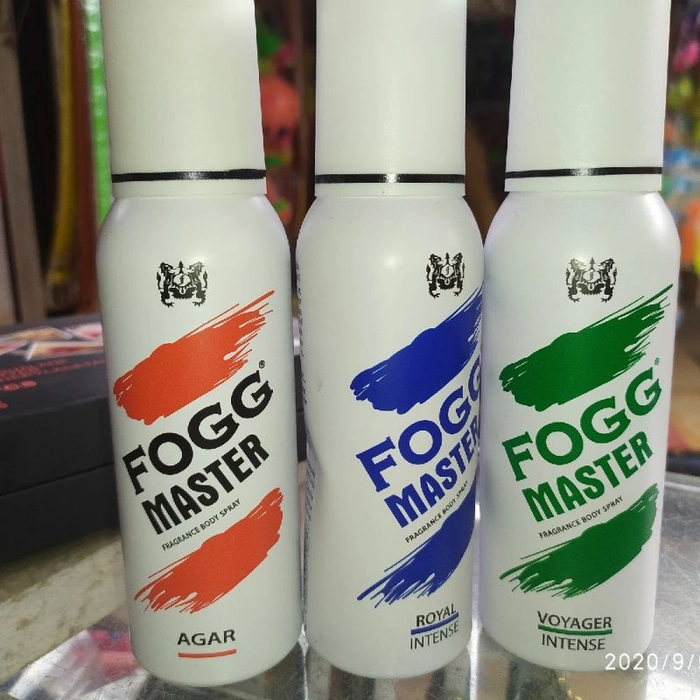 FOGG®
MASTER
FRAGRANCE BODY SPRAY
AGAR
FOGG
MASTER
FRAGRANCE BODY SPRAY
ROYAL
INTENSE
FOGG®
MASTER
FRAGRANCE BODY SPRAY
VOYAGER
INTENSE